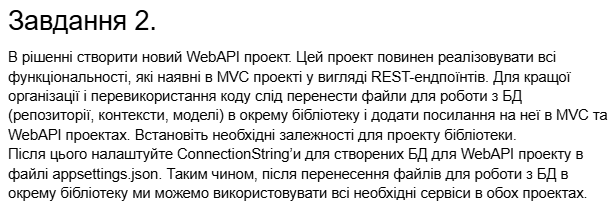 Завдання 2.
В рішенні створити новий WebAPI проект. Цей проект повинен реалізовувати всі
функціональності, які наявні в MVC проекті у вигляді REST-ендпоїнтів. Для кращої
організації і перевикористання коду слід перенести файли для роботи з БД
(репозиторії, контексти, моделі) в окрему бібліотеку і додати посилання на неї в MVC та
WebAPI проектах. Встановіть необхідні залежності для проекту бібліотеки.
Після цього налаштуйте ConnectionString’и для створених БД для WebAPI проекту в
файлі appsettings.json. Таким чином, після перенесення файлів для роботи з БД в
окрему бібліотеку ми можемо використовувати всі необхідні сервіси в обох проектах.